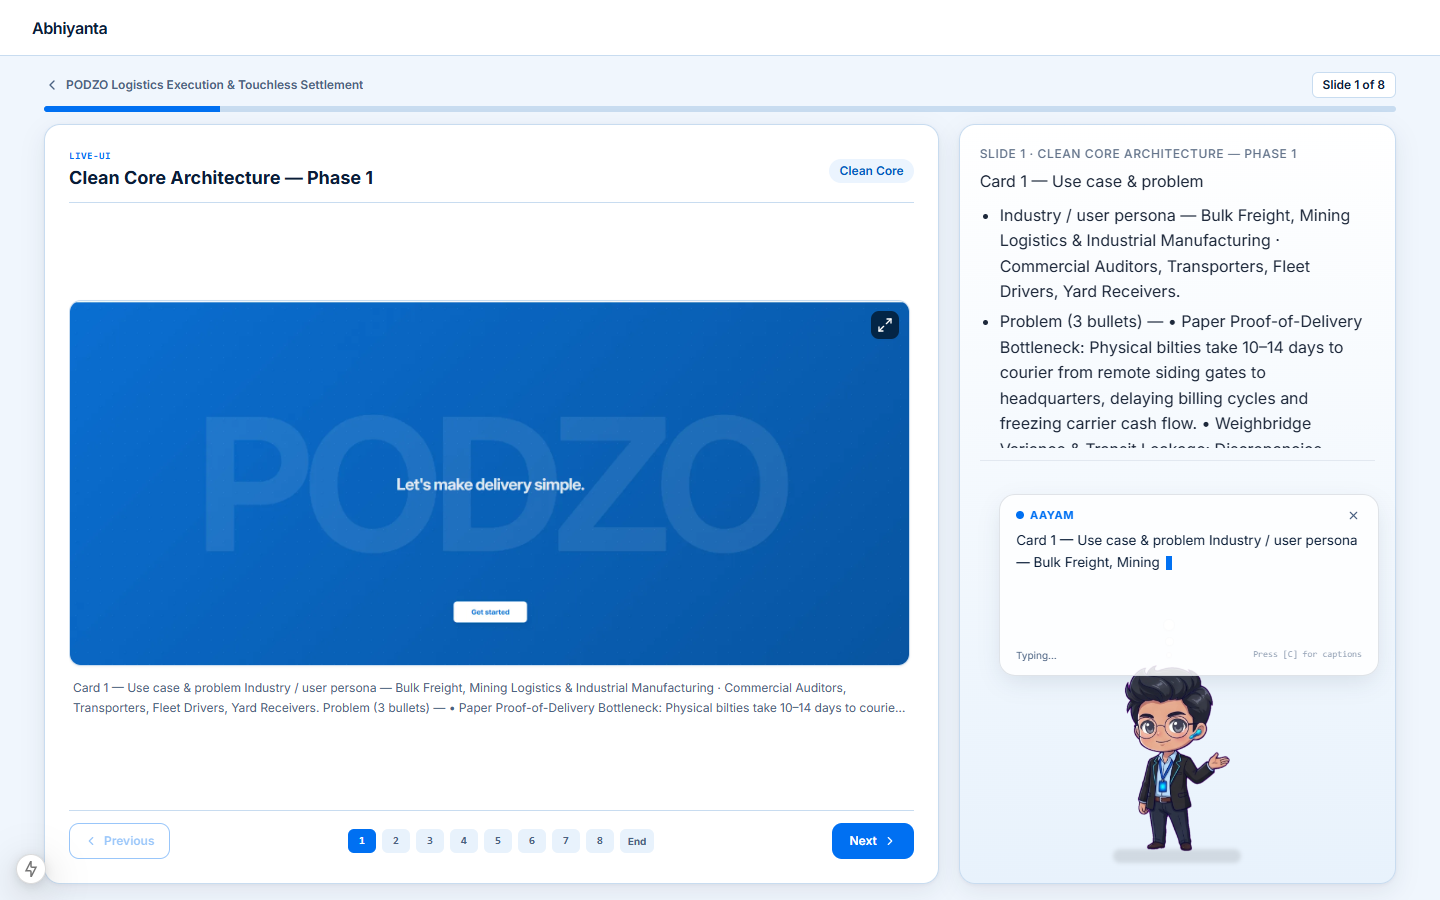 Abhiyanta
PODZO Logistics Execution & Touchless Settlement
Slide 1 of 8
LIVE-UI
Clean Core Architecture — Phase 1
Clean Core
PODZO
Let's make delivery simple.
Get started
Card 1 — Use case & problem Industry / user persona — Bulk Freight, Mining Logistics & Industrial Manufacturing · Commercial Auditors,
Transporters, Fleet Drivers, Yard Receivers. Problem (3 bullets) — • Paper Proof-of-Delivery Bottleneck: Physical bilties take 10–14 days to courie...
Previous
1
2
3
4
5
6
7
8
End
Next
SLIDE 1 · CLEAN CORE ARCHITECTURE — PHASE 1
Card 1 — Use case & problem
• Industry / user persona — Bulk Freight, Mining
Logistics & Industrial Manufacturing ·
Commercial Auditors, Transporters, Fleet
Drivers, Yard Receivers.
• Problem (3 bullets) — • Paper Proof-of-Delivery
Bottleneck: Physical bilties take 10–14 days to
courier from remote siding gates to
headquarters, delaying billing cycles and
freezing carrier cash flow. • Weighbridge
Variance & Transit Leakage: Discrepancies
AAYAM
Card 1 — Use case & problem Industry / user persona
— Bulk Freight, Mining
Typing...
Press [C] for captions